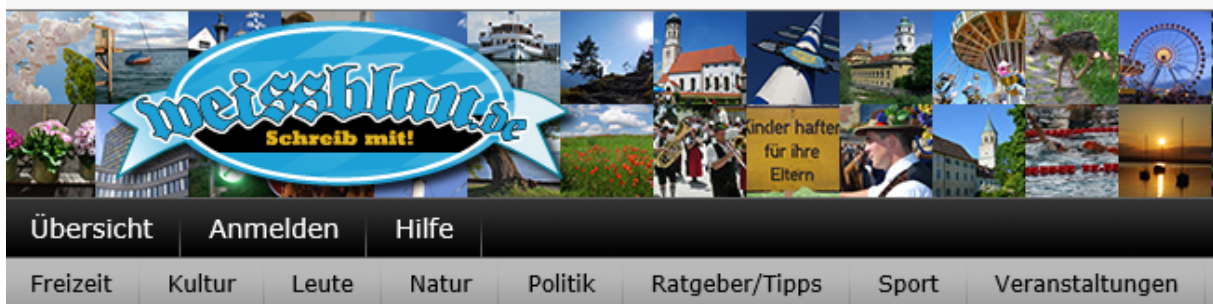 weissblau.de
Schreib mit!
Kinder haften
für ihre
Eltern
Übersicht Anmelden Hilfe
Freizeit Kultur Leute Natur Politik Ratgeber/Tipps Sport Veranstaltungen